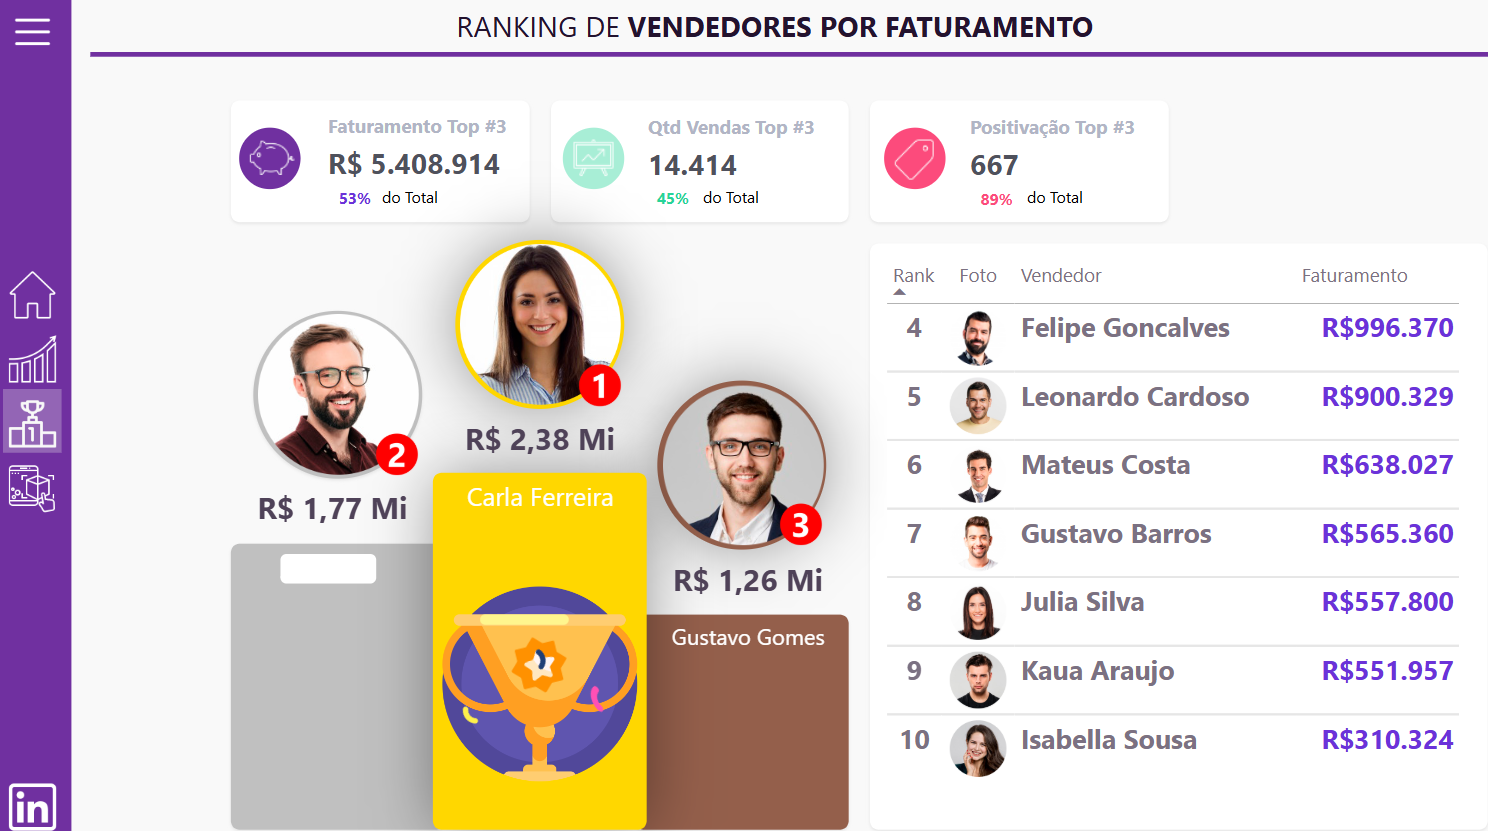 RANKING DE VENDEDORES POR FATURAMENTO
Faturamento Top #3
R$ 5.408.914
53% do Total
Qtd Vendas Top #3
14.414
45% do Total
Positivação Top #3
667
89% do Total
1
R$ 2,38 Mi
Carla Ferreira
2
R$ 1,77 Mi
3
R$ 1,26 Mi
Gustavo Gomes
1
Rank Foto Vendedor Faturamento
4 Felipe Goncalves R$996.370
5 Leonardo Cardoso R$900.329
6 Mateus Costa R$638.027
7 Gustavo Barros R$565.360
8 Julia Silva R$557.800
9 Kaua Araujo R$551.957
10 Isabella Sousa R$310.324
in